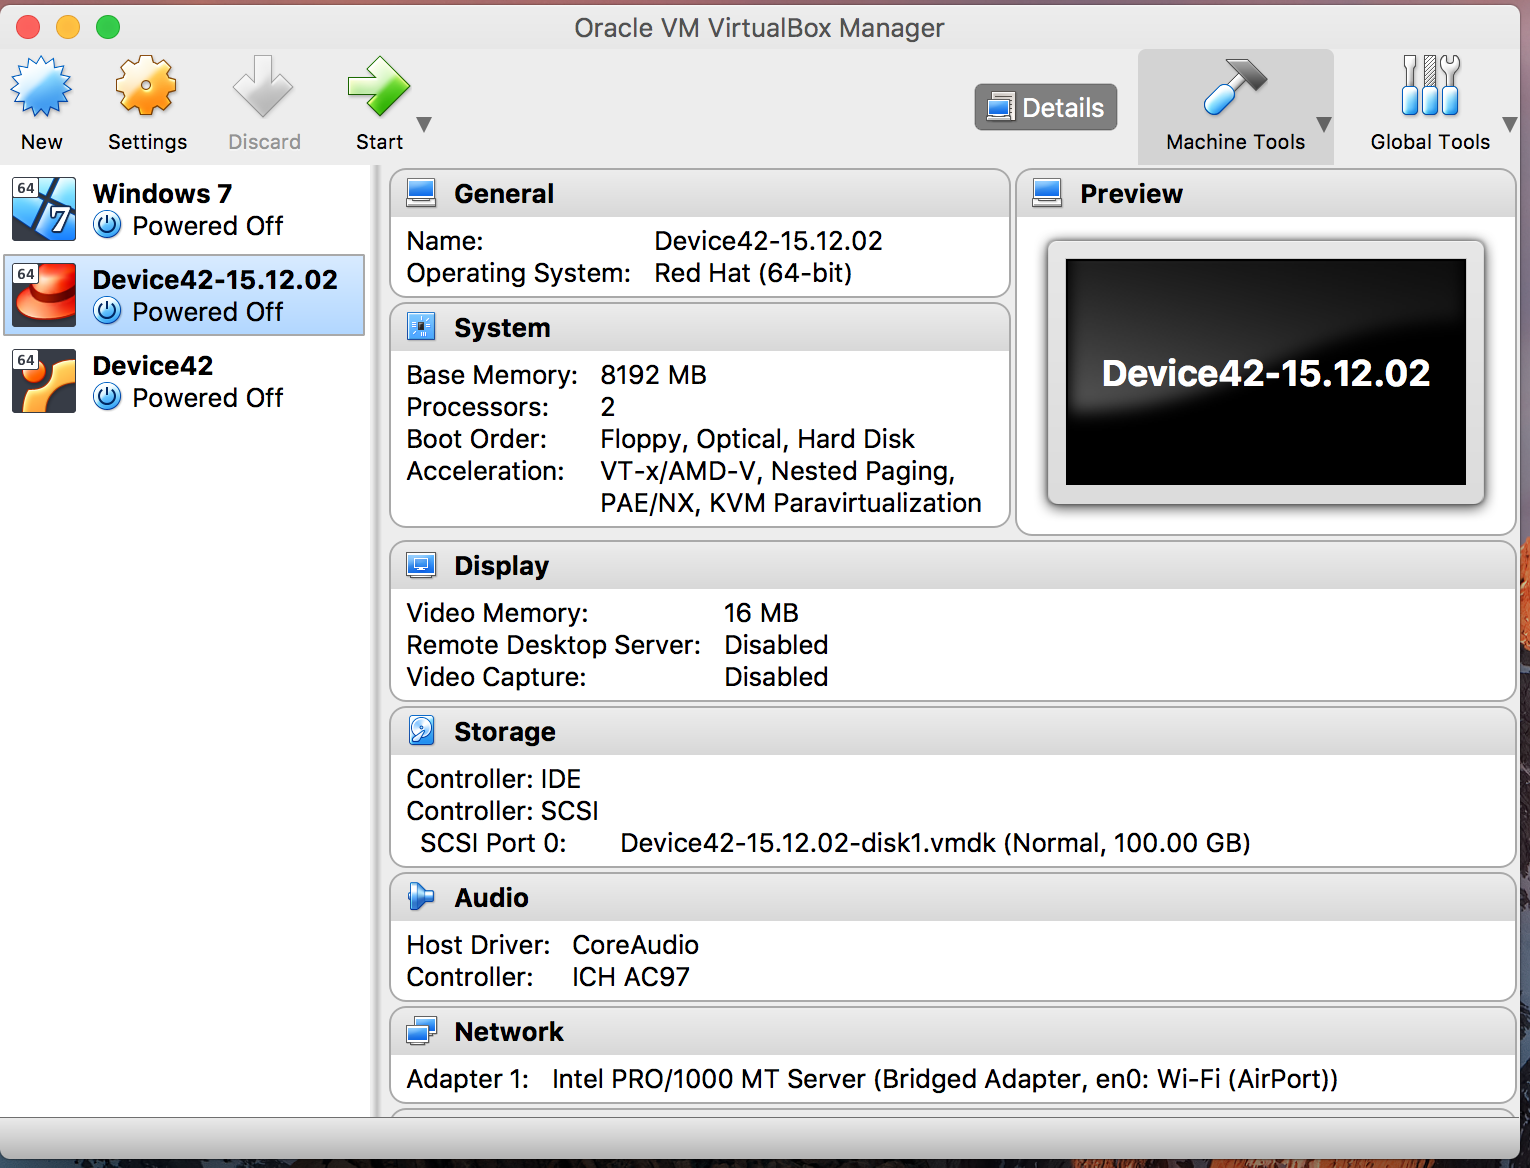 Oracle VM VirtualBox Manager
New
Settings
Discard
Start
Details
Machine Tools
Global Tools
64
7
Windows 7
Powered Off
64
Device42-15.12.02
Powered Off
64
Device42
Powered Off
General
Name: Device42-15.12.02
Operating System: Red Hat (64-bit)
System
Base Memory: 8192 MB
Processors: 2
Boot Order: Floppy, Optical, Hard Disk
Acceleration: VT-x/AMD-V, Nested Paging,
PAE/NX, KVM Paravirtualization
Preview
Device42-15.12.02
Display
Video Memory: 16 MB
Remote Desktop Server: Disabled
Video Capture: Disabled
Storage
Controller: IDE
Controller: SCSI
SCSI Port 0: Device42-15.12.02-disk1.vmdk (Normal, 100.00 GB)
Audio
Host Driver: CoreAudio
Controller: ICH AC97
Network
Adapter 1: Intel PRO/1000 MT Server (Bridged Adapter, en0: Wi-Fi (AirPort))